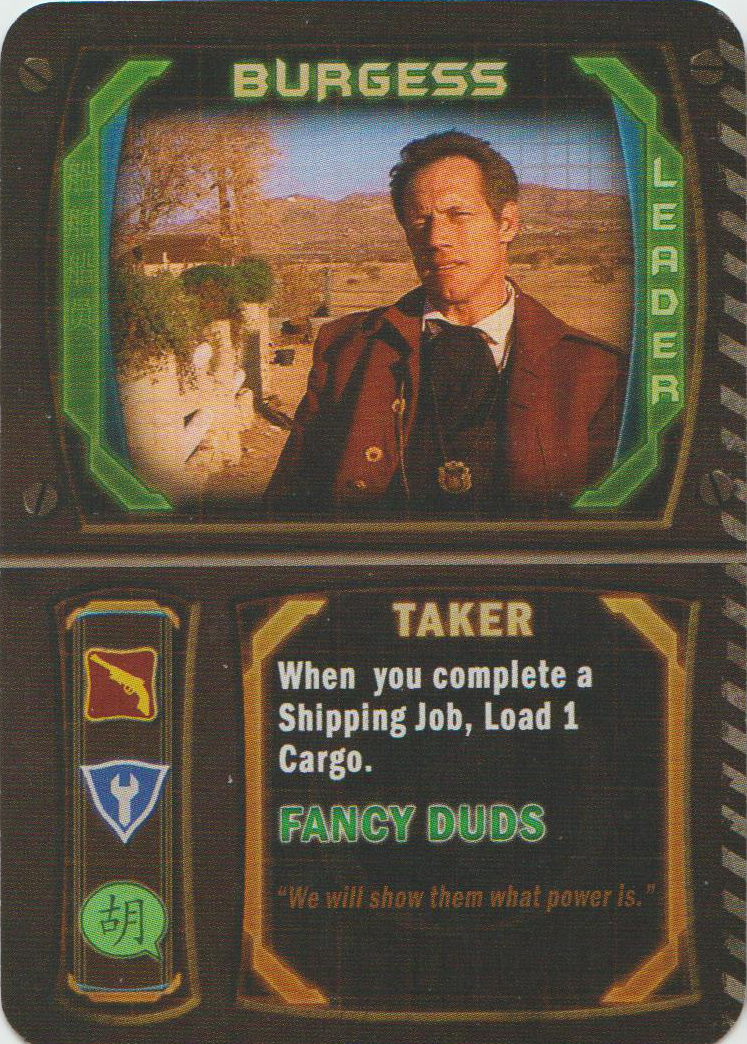 BURGESS
LEADER
TAKER
When you complete a
Shipping Job, Load 1
Cargo.
FANCY DUDS
胡
“We will show them what power is.”